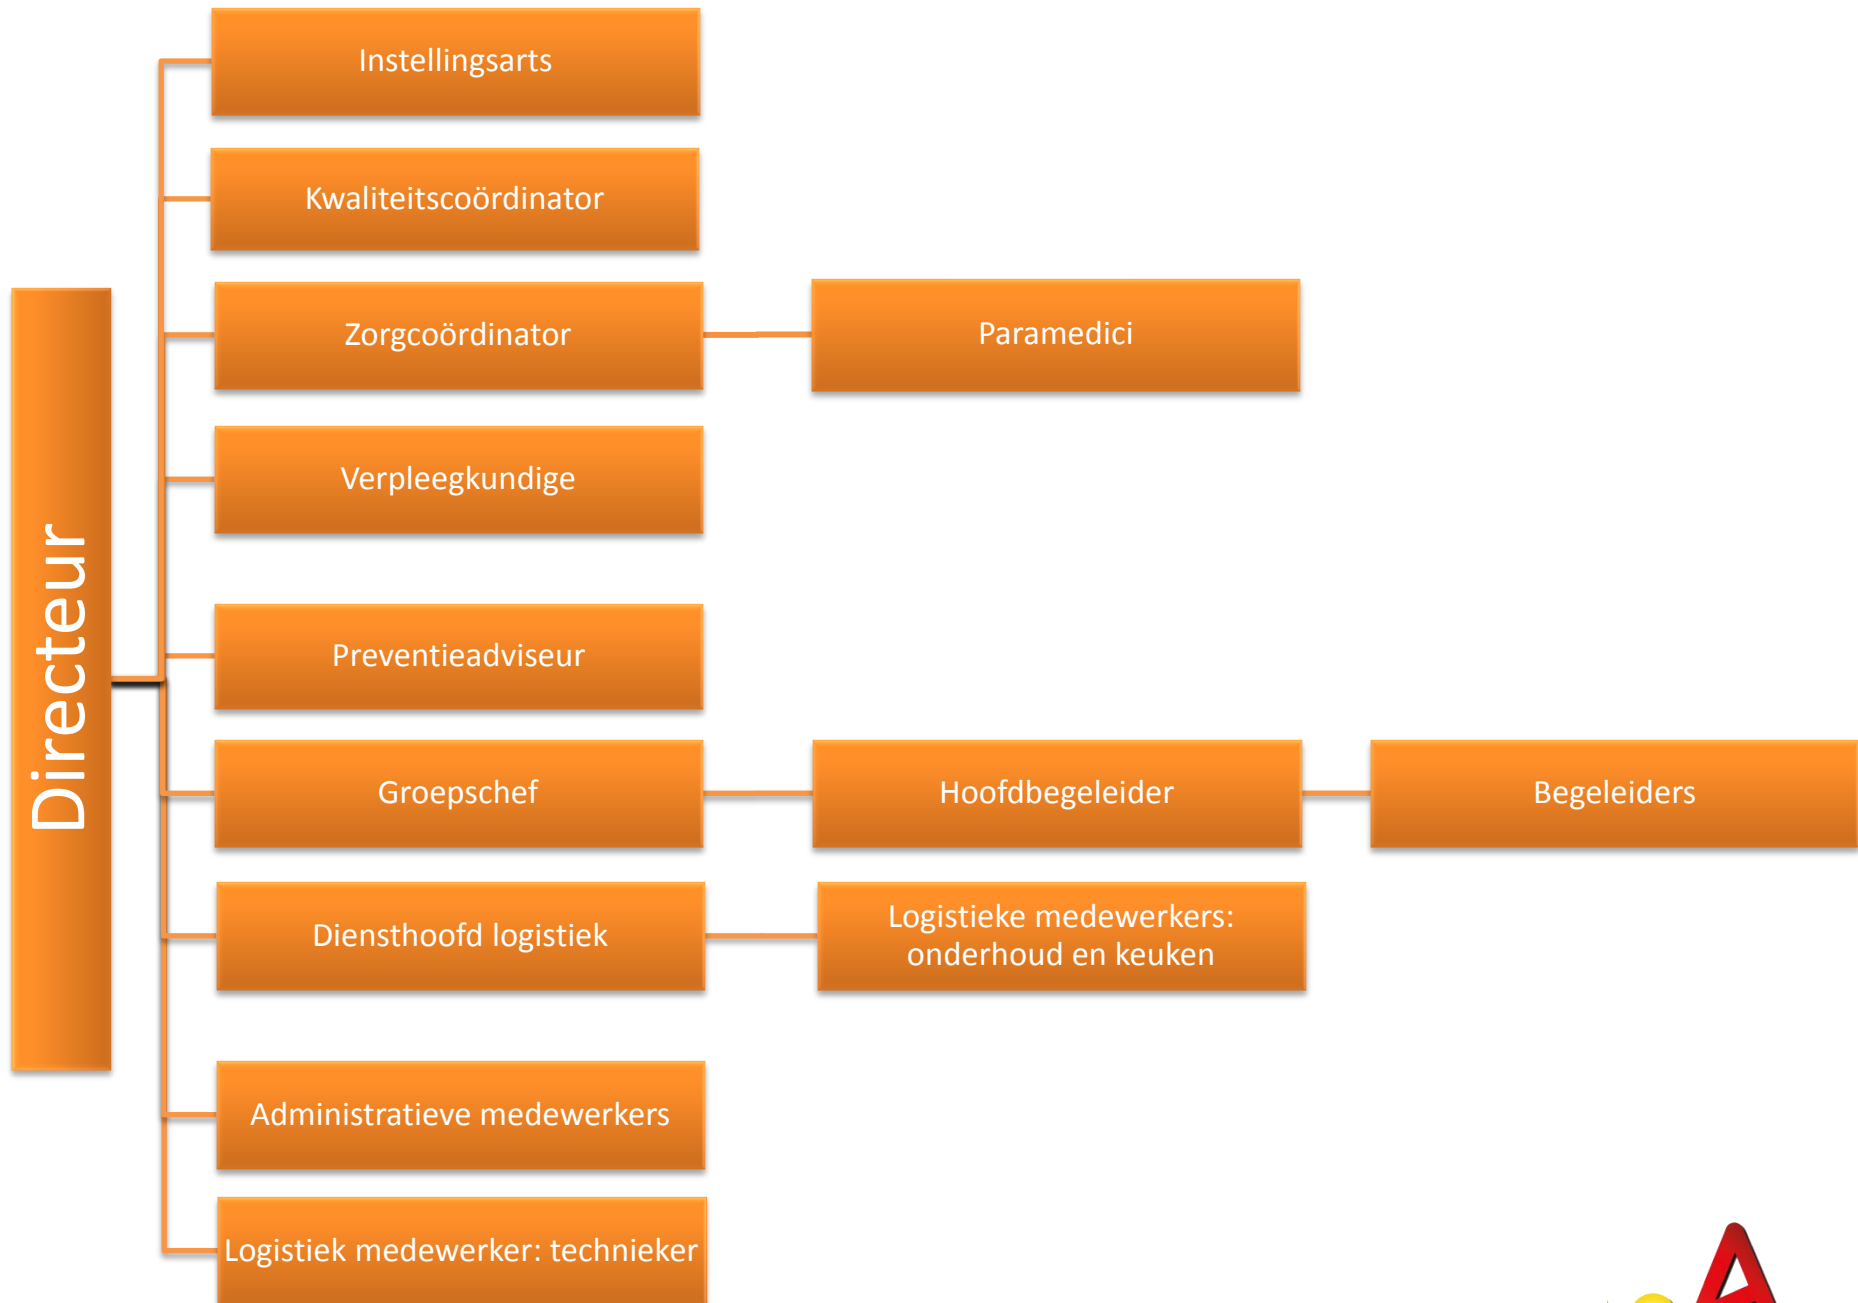 Directeur
Instellingsarts
Kwaliteitscoördinator
Zorgcoördinator
Paramedici
Verpleegkundige
Preventieadviseur
Groepschef
Hoofdbegeleider
Begeleiders
Diensthoofd logistiek
Logistieke medewerkers:
onderhoud en keuken
Administratieve medewerkers
Logistiek medewerker: technieker